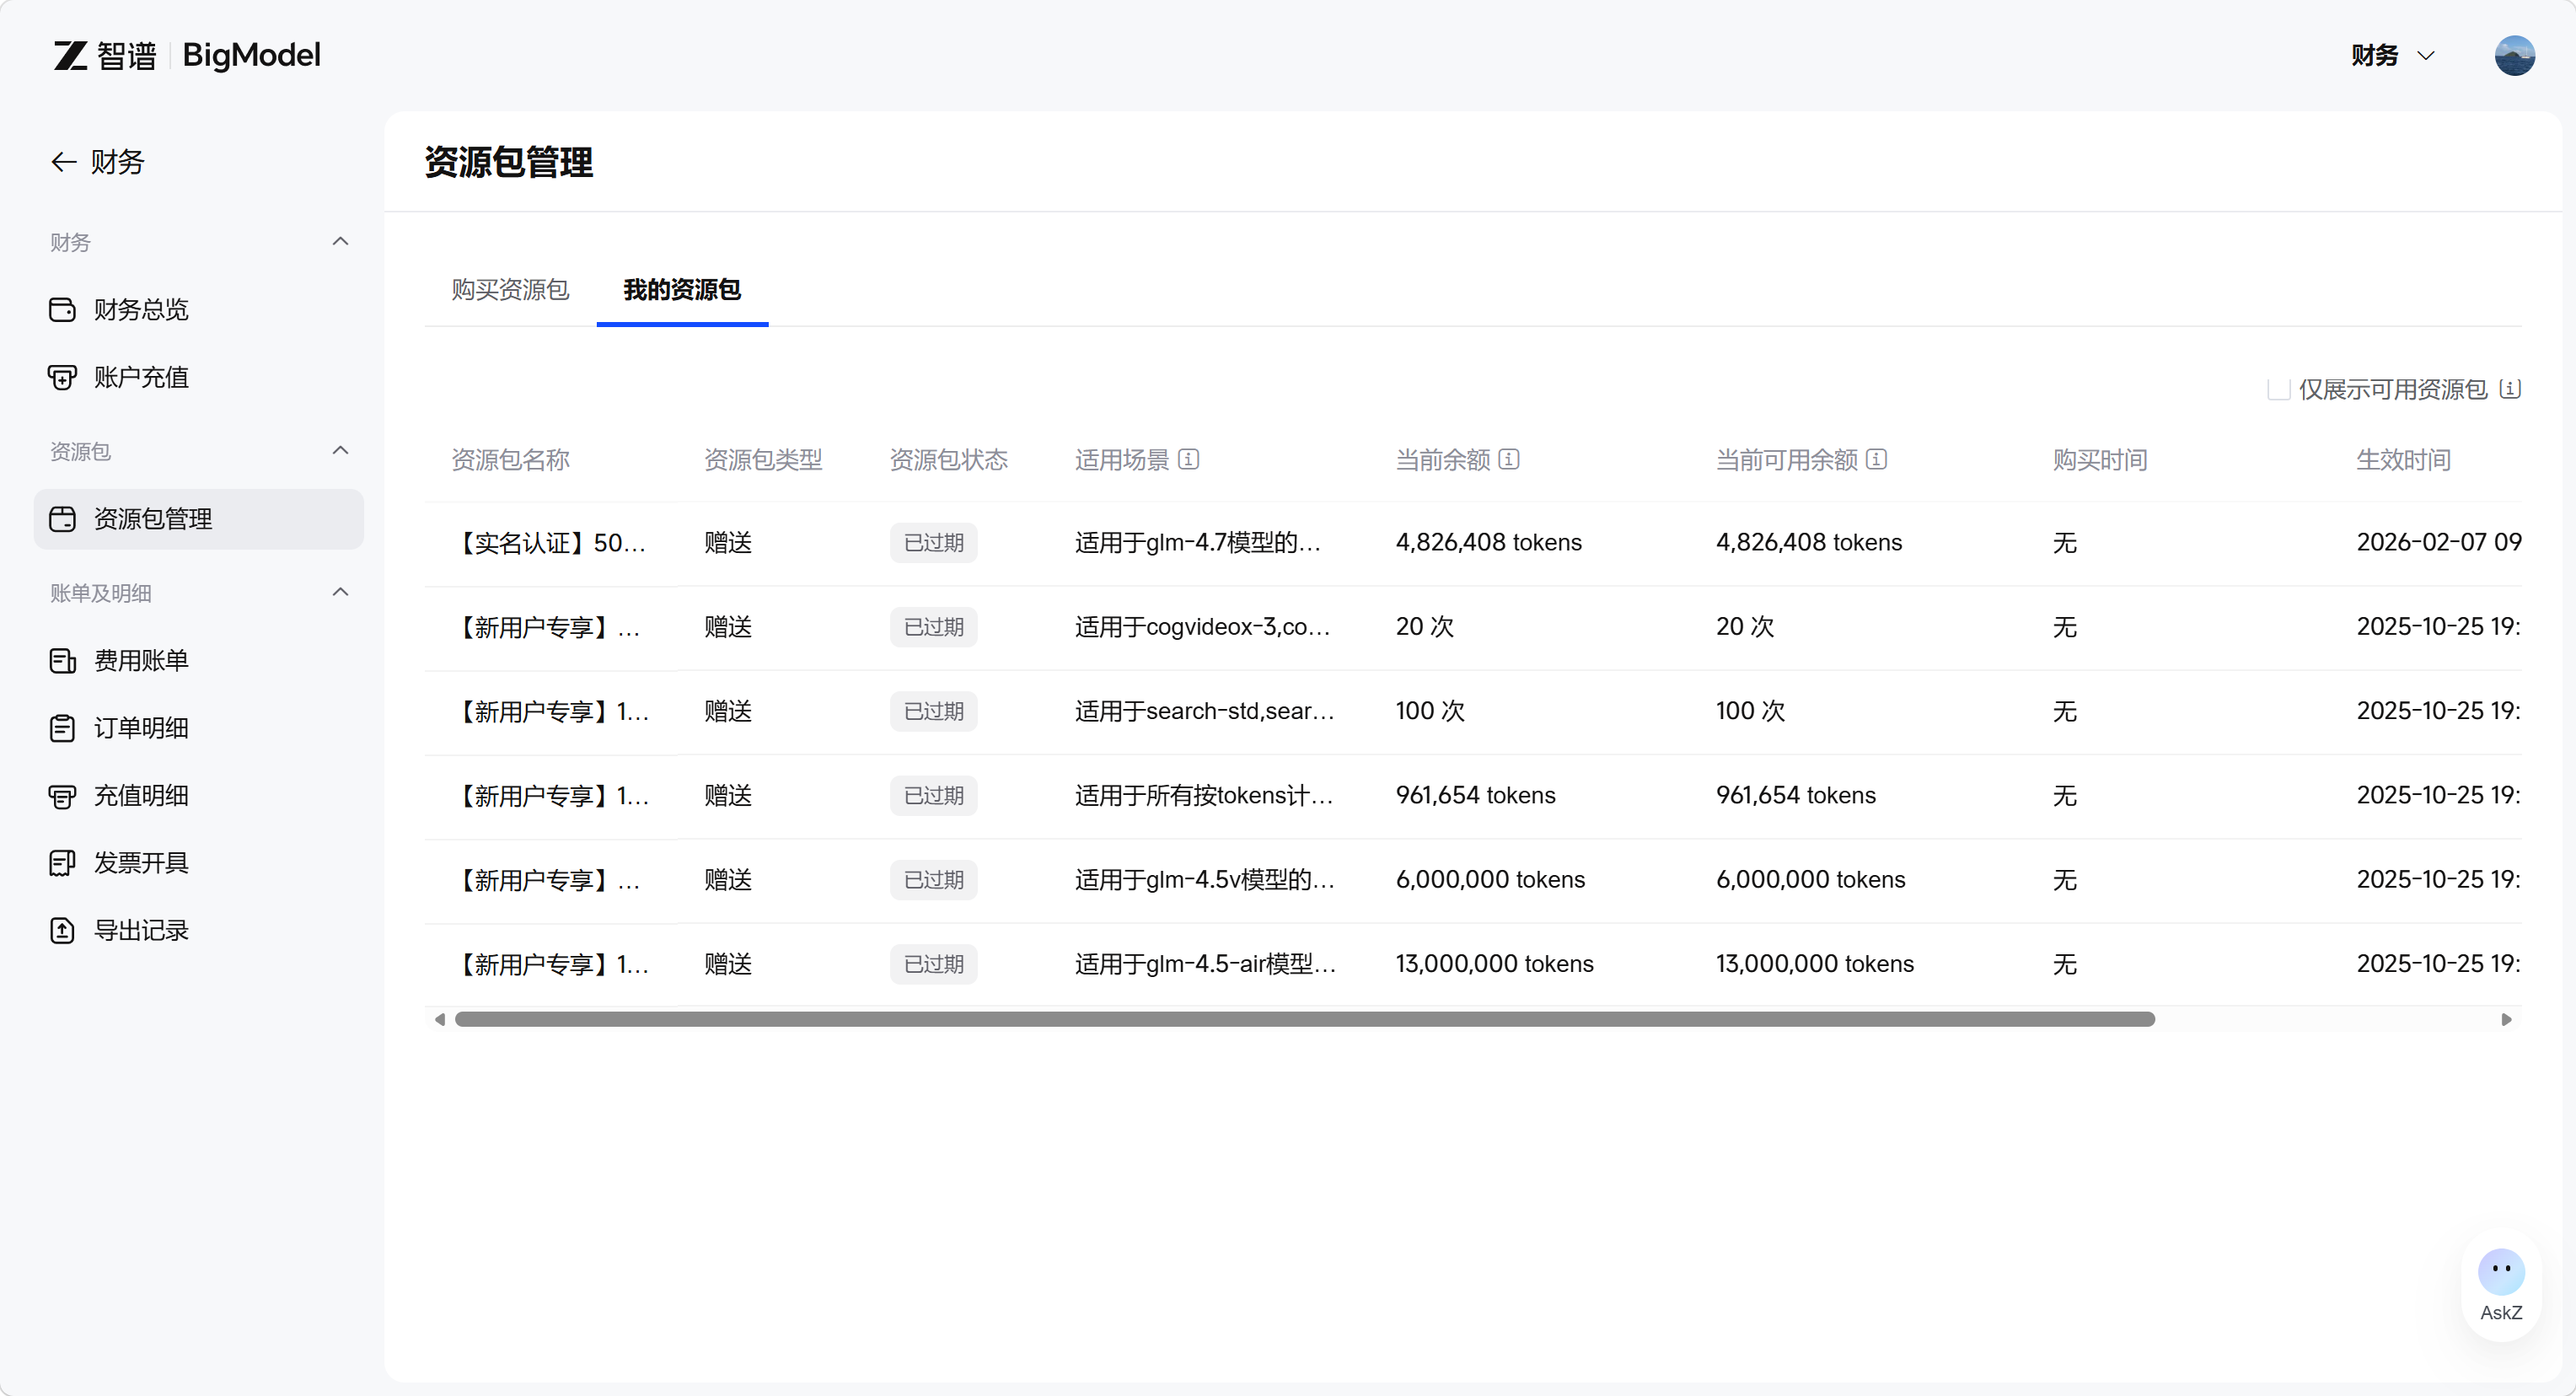 智谱 BigModel
财务
财务
财务
财务总览
账户充值
资源包
资源包管理
账单及明细
费用账单
订单明细
充值明细
发票开具
导出记录
资源包管理
购买资源包 我的资源包
仅展示可用资源包
资源包名称 资源包类型 资源包状态 适用场景 当前余额 当前可用余额 购买时间 生效时间
【实名认证】50... 赠送 已过期 适用于glm-4.7模型的... 4,826,408 tokens 4,826,408 tokens 无 2026-02-07 09
【新用户专享】... 赠送 已过期 适用于cogvideox-3,co... 20 次 20 次 无 2025-10-25 19:
【新用户专享】1... 赠送 已过期 适用于search-std,sear... 100 次 100 次 无 2025-10-25 19:
【新用户专享】1... 赠送 已过期 适用于所有按tokens计... 961,654 tokens 961,654 tokens 无 2025-10-25 19:
【新用户专享】... 赠送 已过期 适用于glm-4.5v模型的... 6,000,000 tokens 6,000,000 tokens 无 2025-10-25 19:
【新用户专享】1... 赠送 已过期 适用于glm-4.5-air模型... 13,000,000 tokens 13,000,000 tokens 无 2025-10-25 19:
AskZ